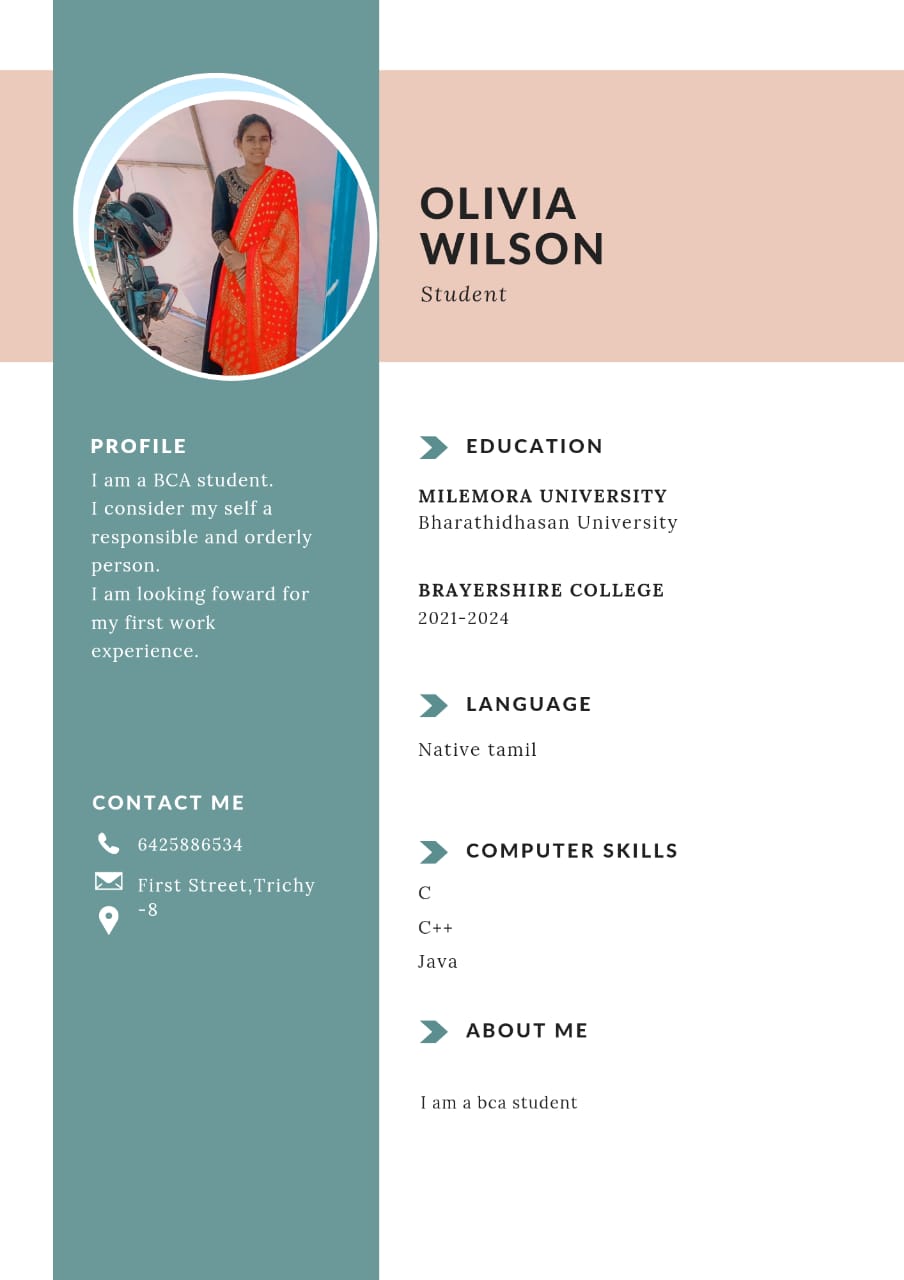 OLIVIA
WILSON
Student
PROFILE
I am a BCA student.
I consider my self a
responsible and orderly
person.
I am looking foward for
my first work
experience.
CONTACT ME
6425886534
First Street,Trichy
-8
EDUCATION
MILEMORA UNIVERSITY
Bharathidhasan University
BRAYERSHIRE COLLEGE
2021-2024
LANGUAGE
Native tamil
COMPUTER SKILLS
C
C++
Java
ABOUT ME
I am a bca student